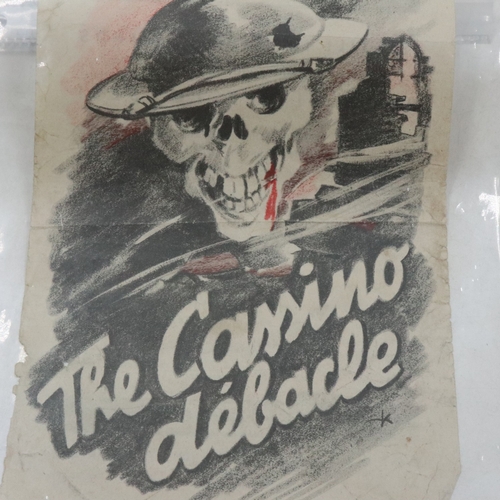 The Cassino
débacle
K